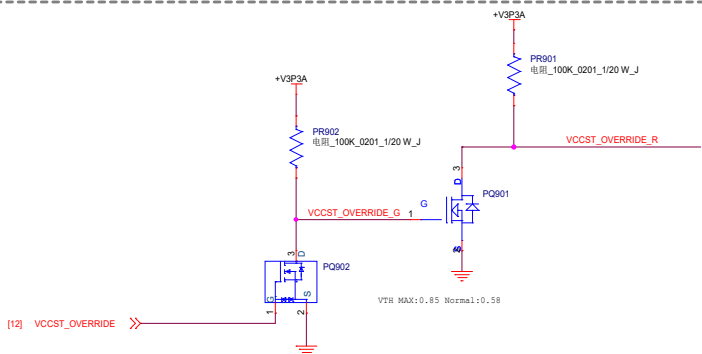 +V3P3A
PR901
电阻_100K_0201_1/20 W_J
+V3P3A
PR902
电阻_100K_0201_1/20 W_J
VCCST_OVERRIDE_R
3
D
PQ901
G
VCCST_OVERRIDE_G
1
S
3
D
PQ902
G
S
VTH MAX:0.85 Normal:0.58
1
2
[12] VCCST_OVERRIDE